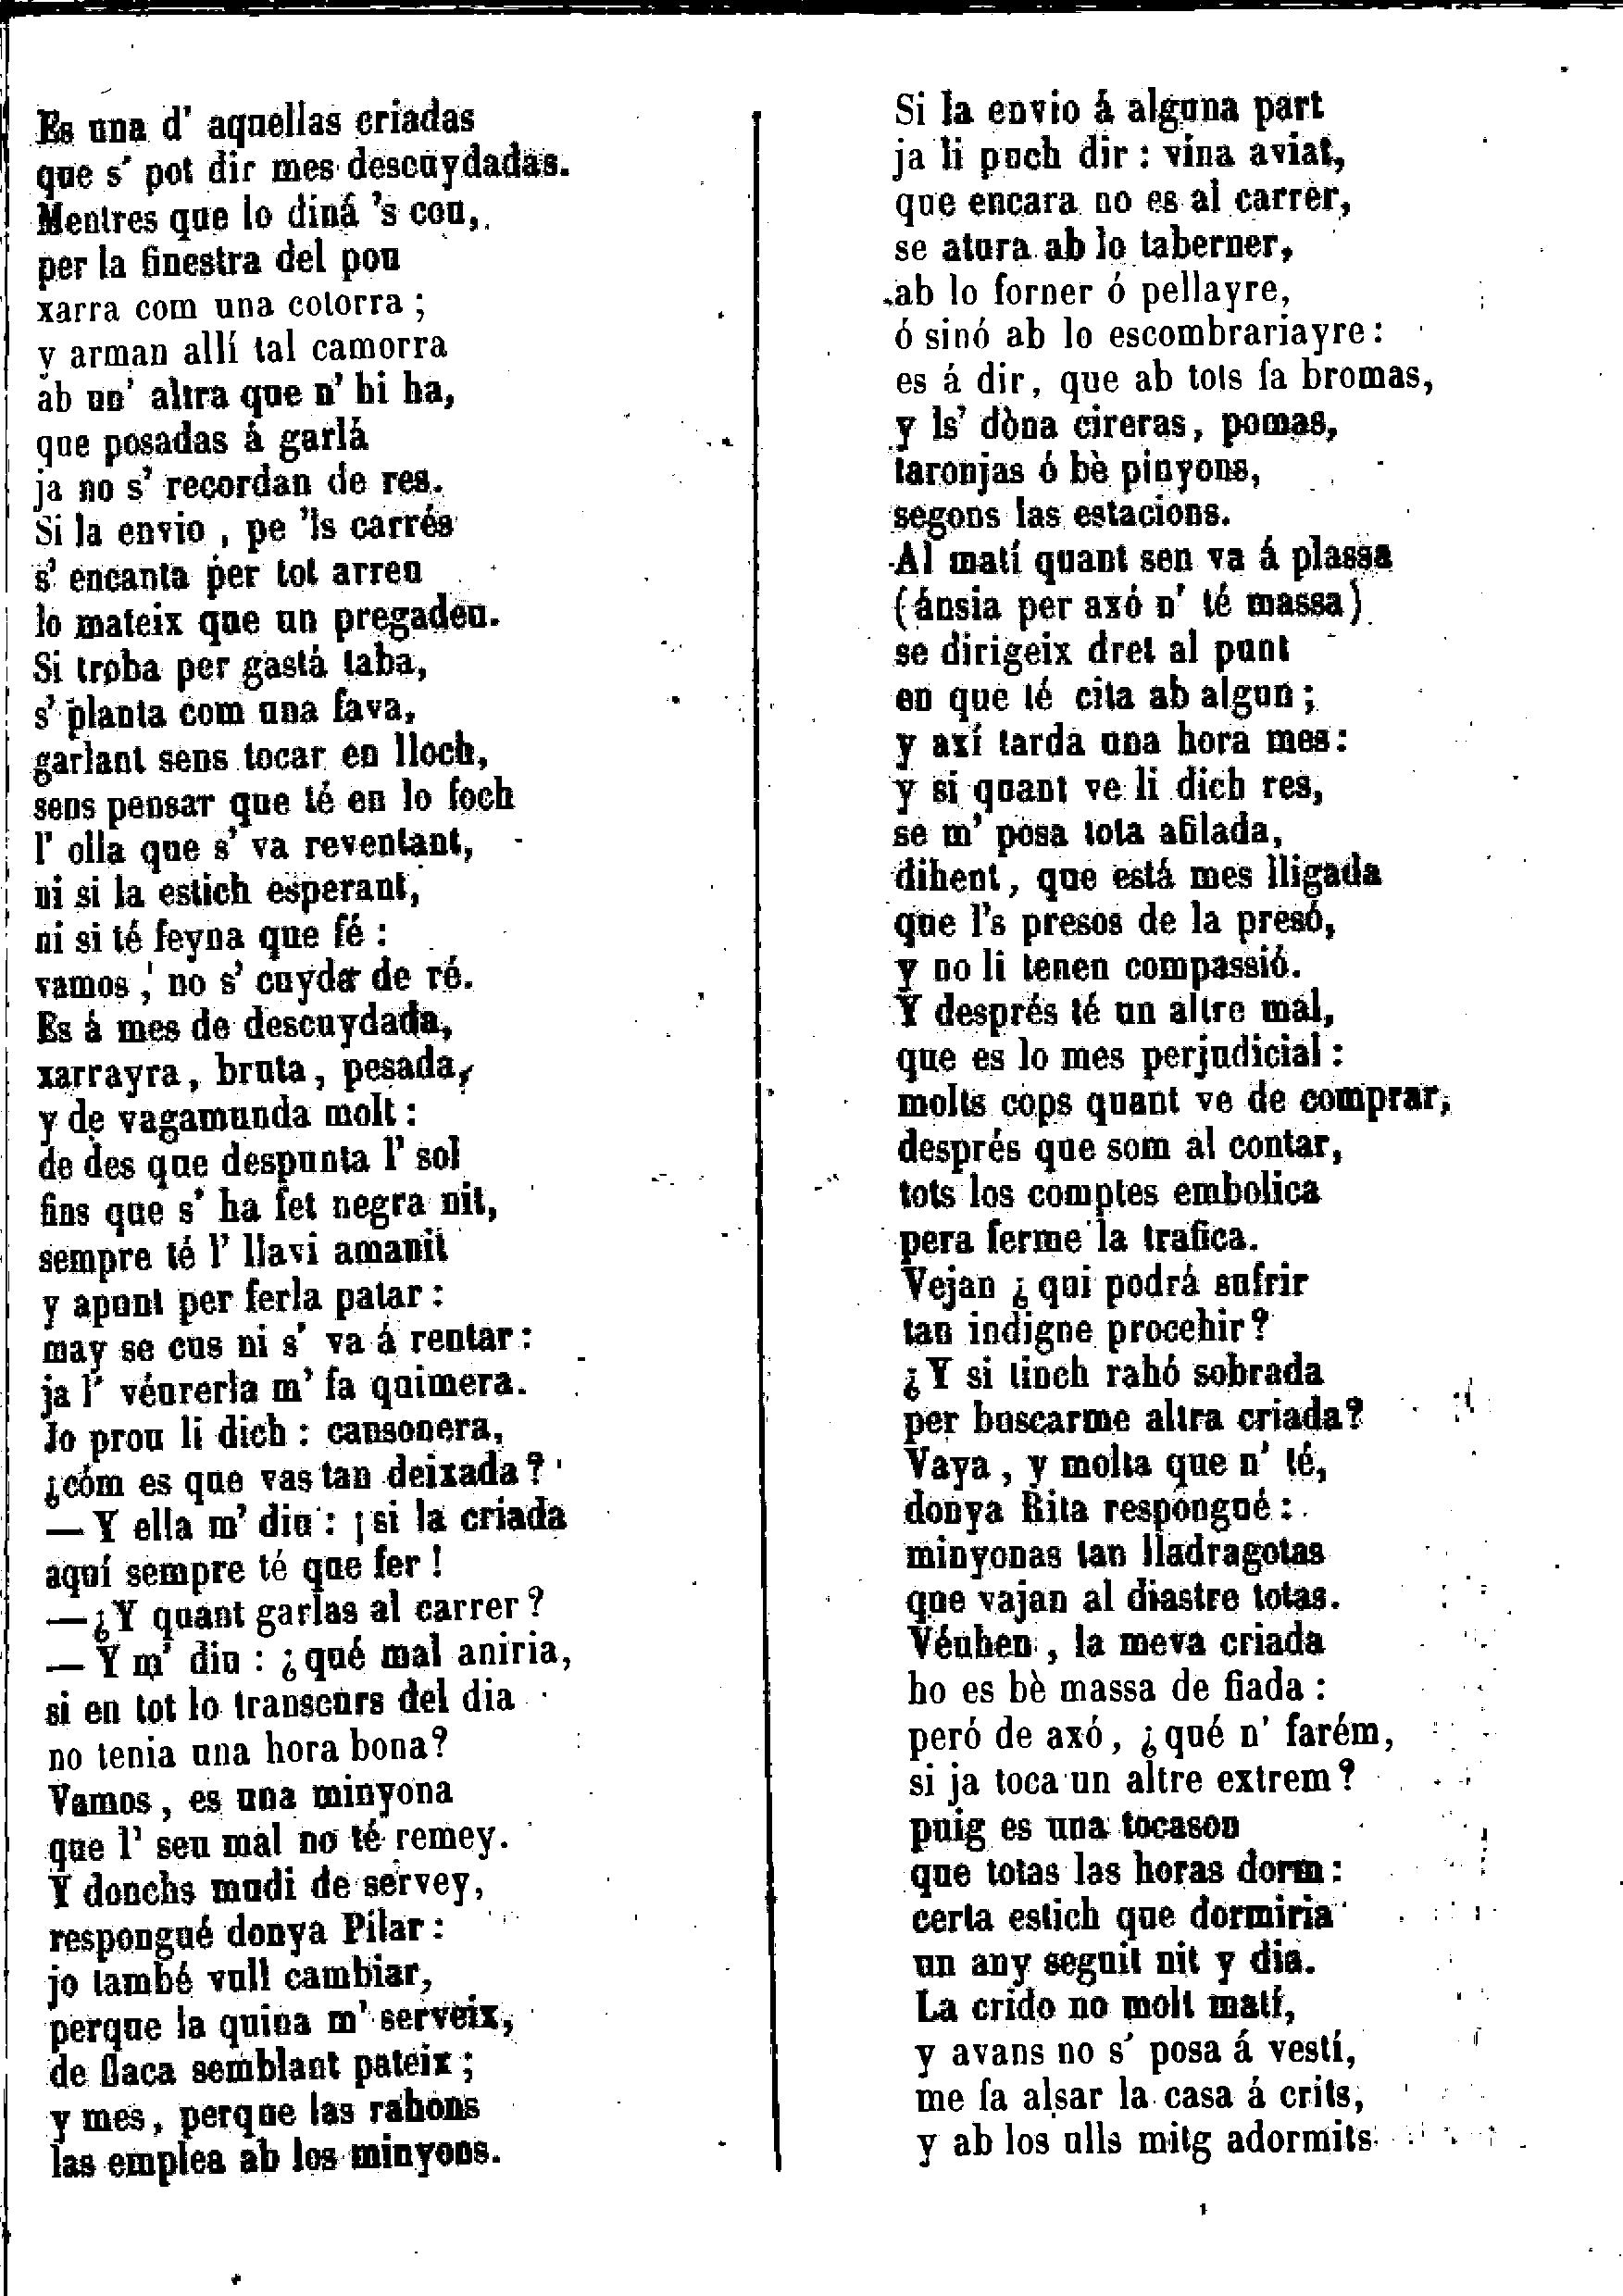 Es una d' aquellas criadas
que s' pot dir mes descuydadas.
Mentres que lo diná 's cou,
per la finestra del pou
xarra com una cotorra ;
y arman allí tal camorra
ab un' altra que n' hi ha,
que posadas á garlá
ja no s' recordan de res.
Si la envio , pe 'ls carrés
s' encanta per tot arreu
lo mateix que un pregadeu.
Si troba per gastá taba,
s' planta com una fava,
garlant sens tocar en lloch,
sens pensar que té en lo foch
l' olla que s' va reventant,
ni si la estich esperant,
ni si té feyna que fé :
vamos , no s' cuyda de ré.
Es á mes de descuydada,
xarrayra, bruta, pesada,
y de vagamunda molt :
de des que despunta l' sol
fins que s' ha fet negra nit,
sempre té l' llavi amanit
y apunt per ferla patar :
may se cus ni s' va á rentar :
ja l' véurerla m' fa quimera.
Jo prou li dich : cansonera,
¿cóm es que vas tan deixada?
— Y ella m' diu : ¡si la criada
aquí sempre té que fer !
—¿Y quant garlas al carrer?
— Y m' diu : ¿qué mal aniria,
si en tot lo transcurs del dia
no tenia una hora bona?
Vamos, es una minyona
que l' seu mal no té remey.
Y donchs mudi de servey,
respongué donya Pilar :
jo també vull cambiar,
perque la quina m' serveix,
de flaca semblant pateix ;
y mes, perque las rahons
las emplea ab los minyons.
Si la envio á alguna part
ja li puch dir : vina aviat,
que encara no es al carrer,
se atura ab lo taberner,
ab lo forner ó pellayre,
ó sinó ab lo escombrariayre :
es á dir, que ab tots fa bromas,
y ls' dòna cireras, pomas,
taronjas ó bè pinyons,
segons las estacions.
Al matí quant sen va á plassa
(ánsia per axó n' té massa)
se dirigeix dret al punt
en que té cita ab algun ;
y axí tarda una hora mes :
y si quant ve li dich res,
se m' posa tota afilada,
dihent, que está mes lligada
que l's presos de la presó,
y no li tenen compassió.
Y després té un altre mal,
que es lo mes perjudicial :
molts cops quant ve de comprar,
després que som al contar,
tots los comptes embolica
pera ferme la trafica.
Vejan ¿ qui podrá sufrir
tan indigne procehir?
¿Y si tinch rahó sobrada
per buscarme altra criada?
Vaya, y molta que n' té,
donya Rita respongué :
minyonas tan lladragotas
que vajan al diastre totas.
Véuhen , la meva criada
ho es bè massa de fiada :
peró de axó, ¿qué n' farém,
si ja toca un altre extrem?
puig es una tocason
que totas las horas dorm :
certa estich que dormiria
un any seguit nit y dia.
La crido no molt matí,
y avans no s' posa á vestí,
me fa alsar la casa á crits,
y ab los ulls mitg adormits